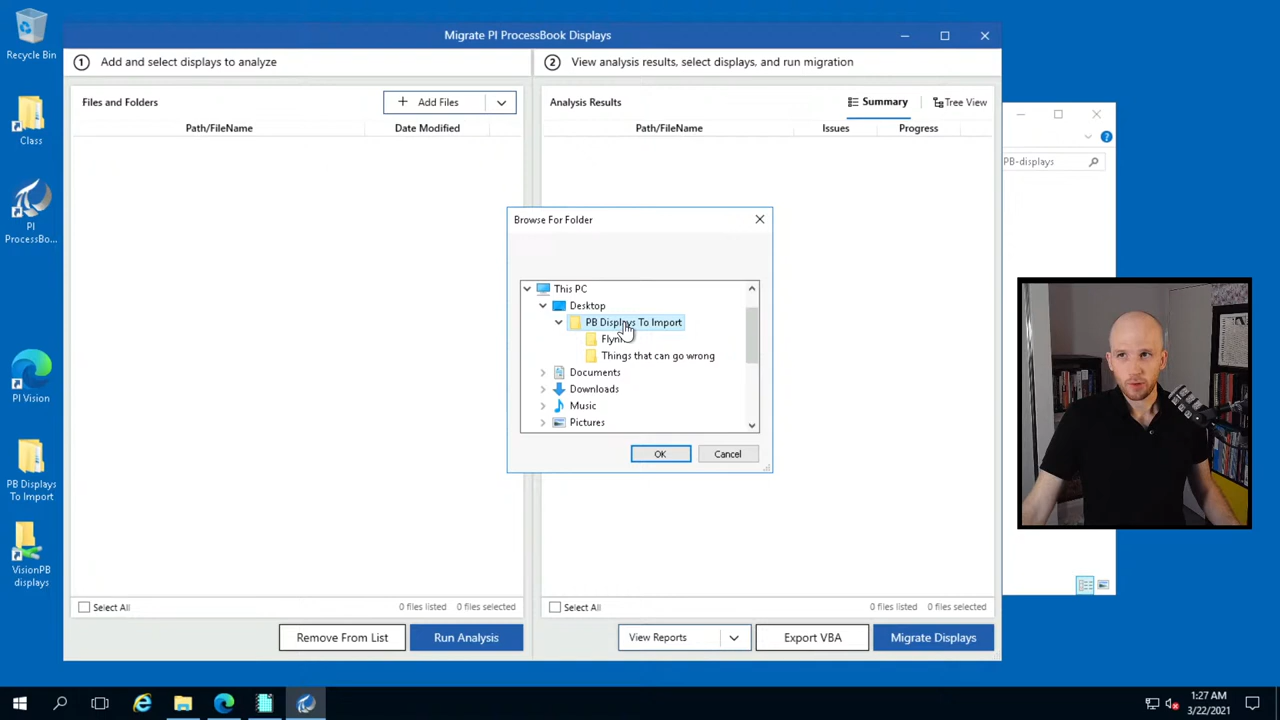 Recycle Bin
Class
PI
ProcessBo...
PI Vision
PB Displays
To Import
VisionPB
displays
Migrate PI ProcessBook Displays
1 Add and select displays to analyze
2 View analysis results, select displays, and run migration
Files and Folders
+ Add Files
Analysis Results
Summary
Tree View
Path/FileName
Date Modified
Path/FileName
Issues
Progress
PB-displays
Browse For Folder
This PC
Desktop
PB Displays To Import
Things that can go wrong
Documents
Downloads
Music
Pictures
OK
Cancel
Select All
0 files listed
0 files selected
Select All
0 files listed
0 files selected
Remove From List
Run Analysis
View Reports
Export VBA
Migrate Displays
1:27 AM
3/22/2021